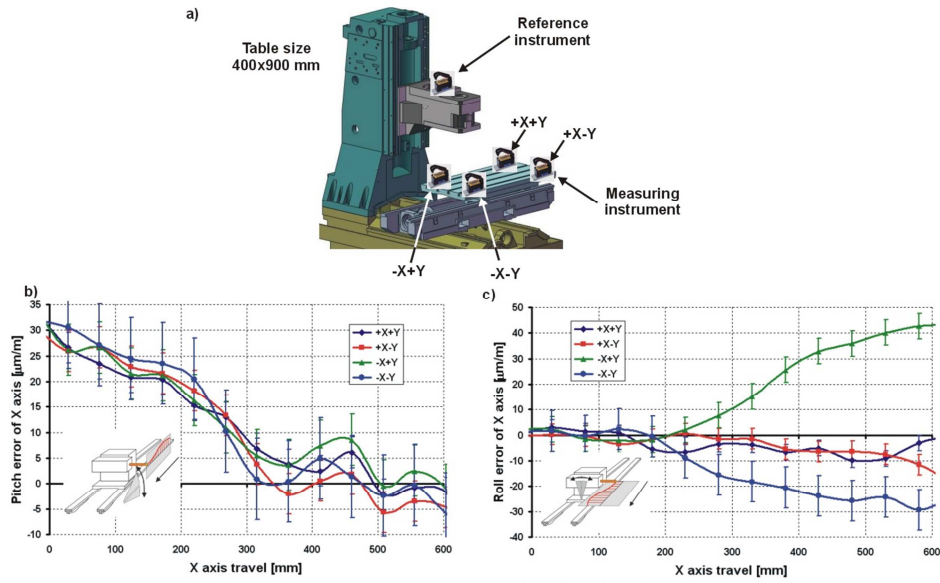 a)
Reference
instrument
Table size
400x900 mm
+X+Y
+X-Y
Measuring
instrument
-X+Y
-X-Y
b)
Pitch error of X axis [µm/m]
35
30
25
20
15
10
5
0
-5
-10
+X+Y
+X-Y
-X+Y
-X-Y
0 100 200 300 400 500 600
X axis travel [mm]
c)
Roll error of X axis [µm/m]
50
40
30
20
10
0
-10
-20
-30
-40
+X+Y
+X-Y
-X+Y
-X-Y
0 100 200 300 400 500 600
X axis travel [mm]